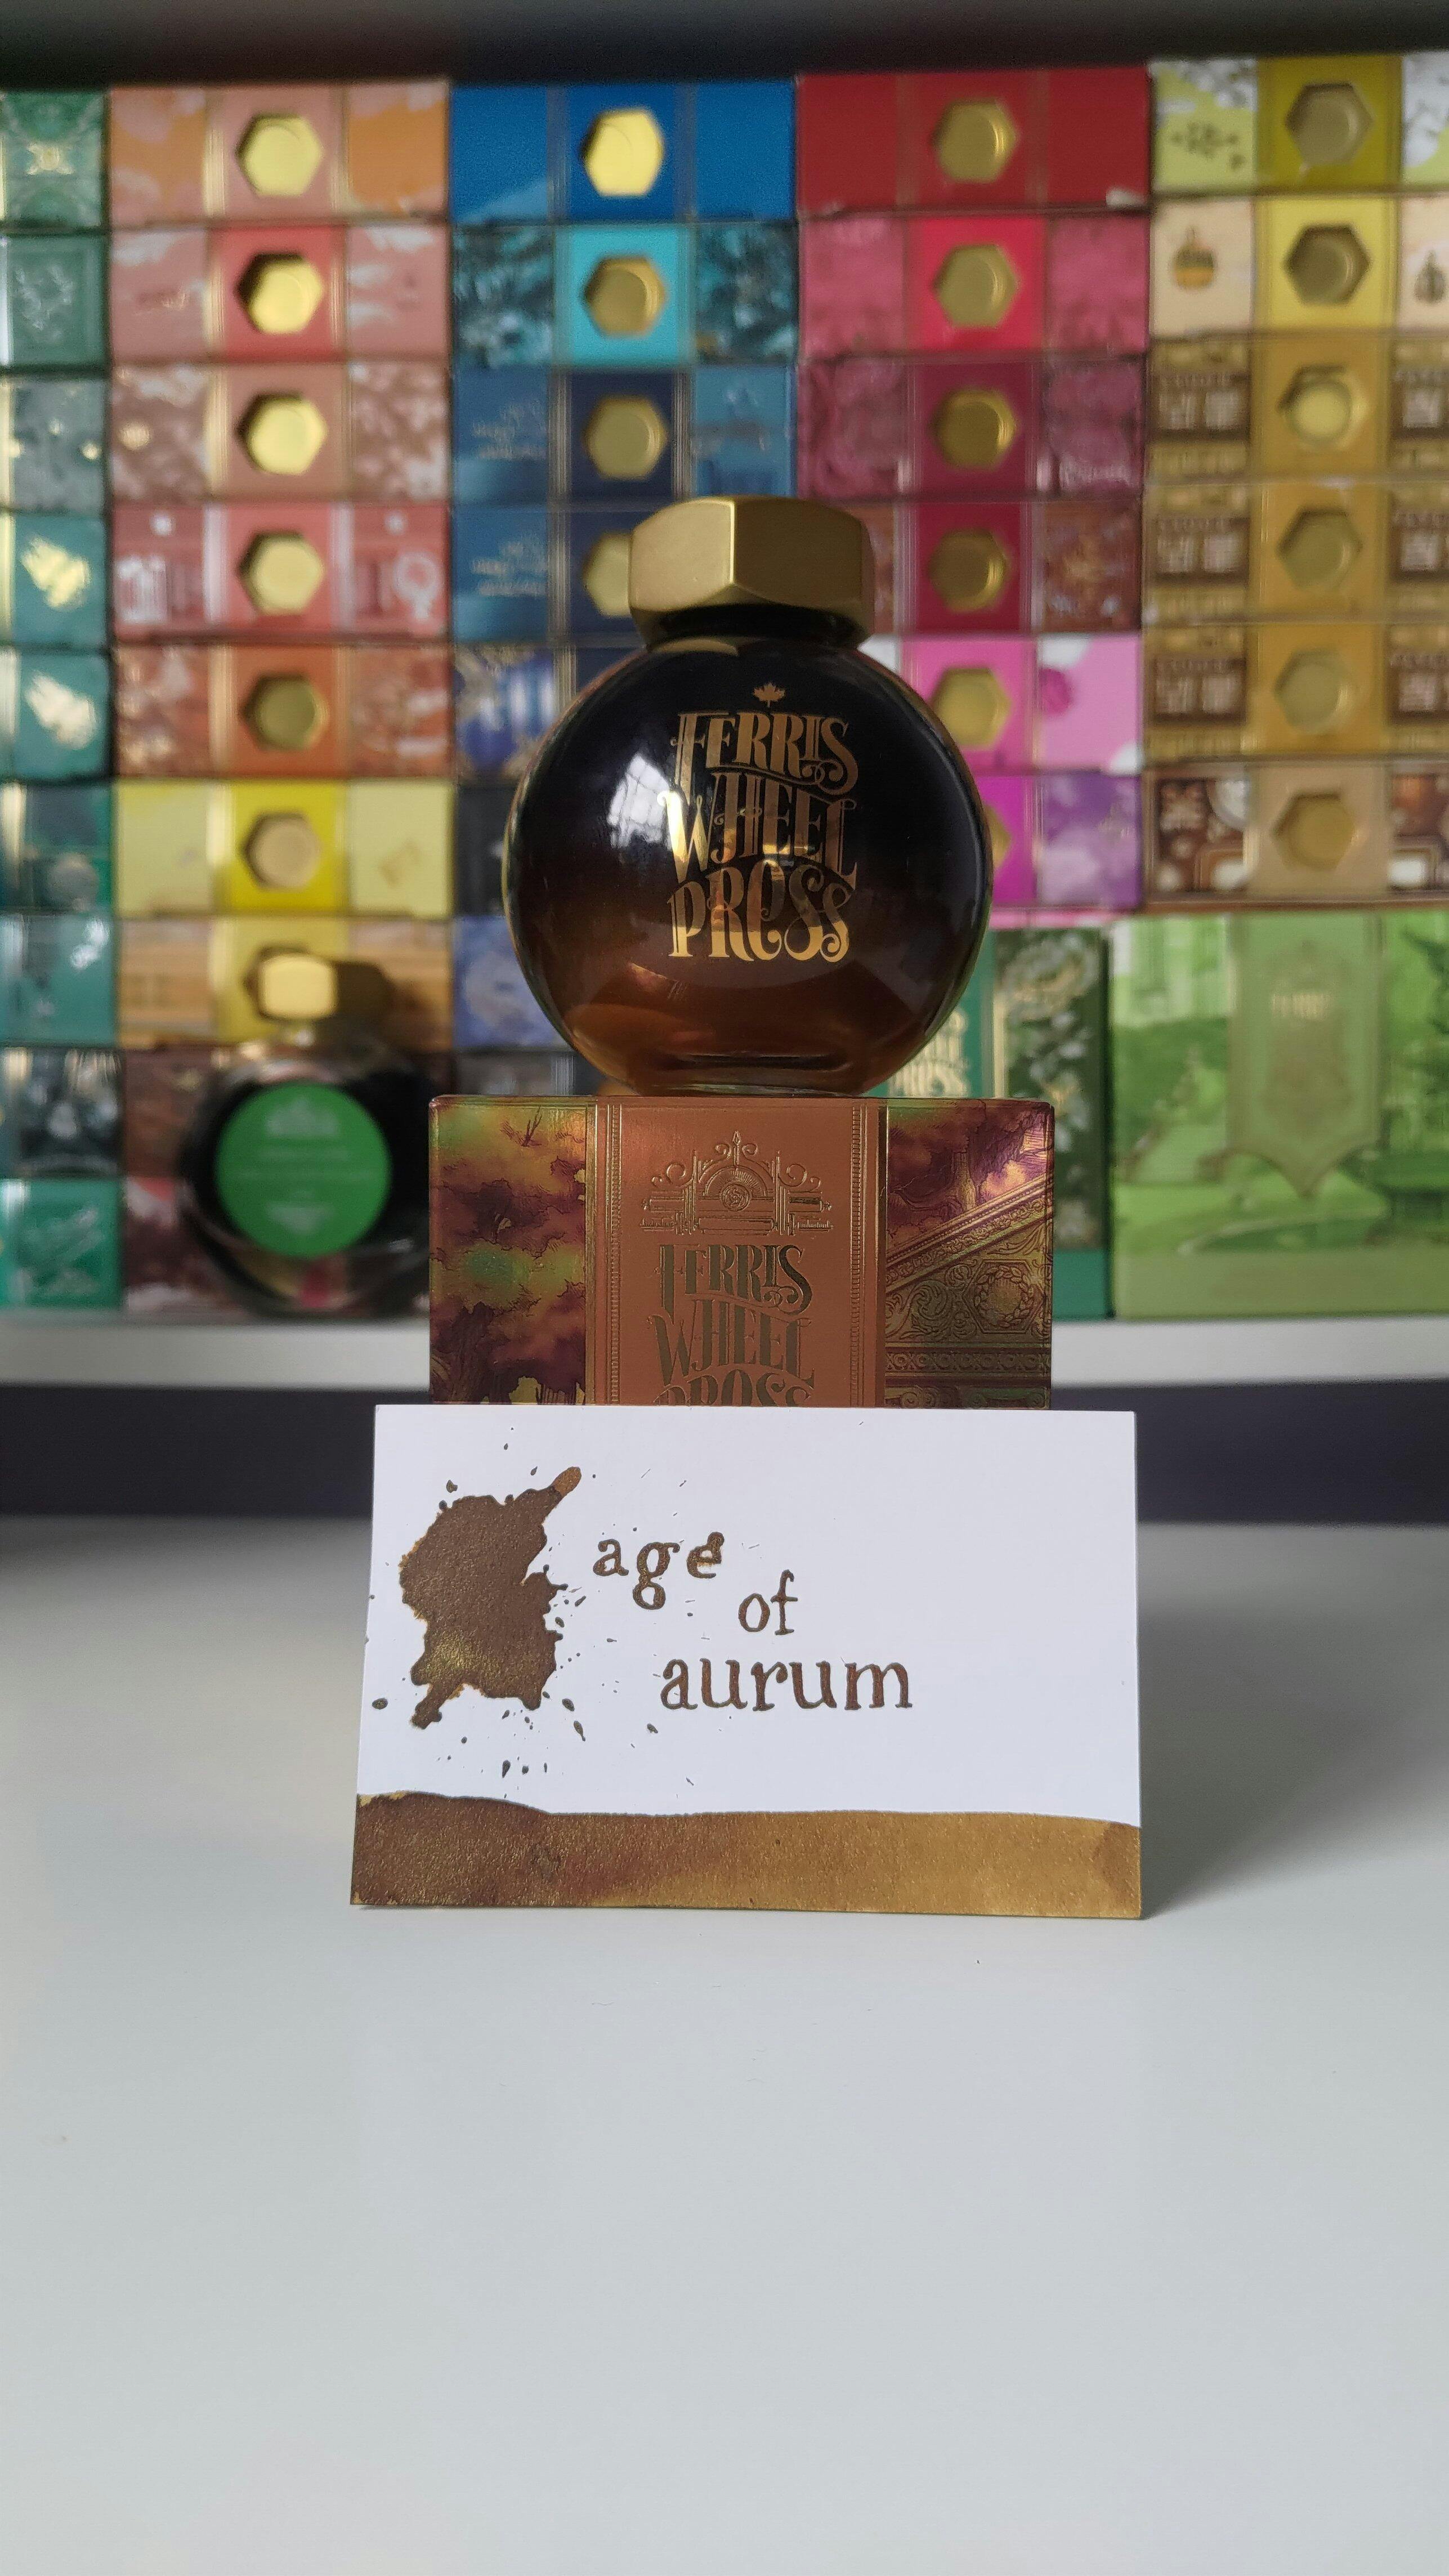 FERRIS
WHEEL
PRESS
FERRIS
WHEEL
PRESS
age
of
aurum